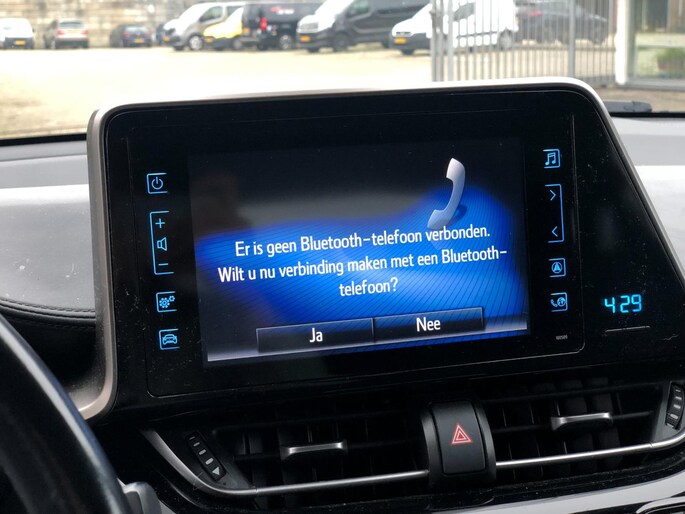 Er is geen Bluetooth-telefoon verbonden.
Wilt u nu verbinding maken met een Bluetooth-
telefoon?
Ja
Nee
4:29